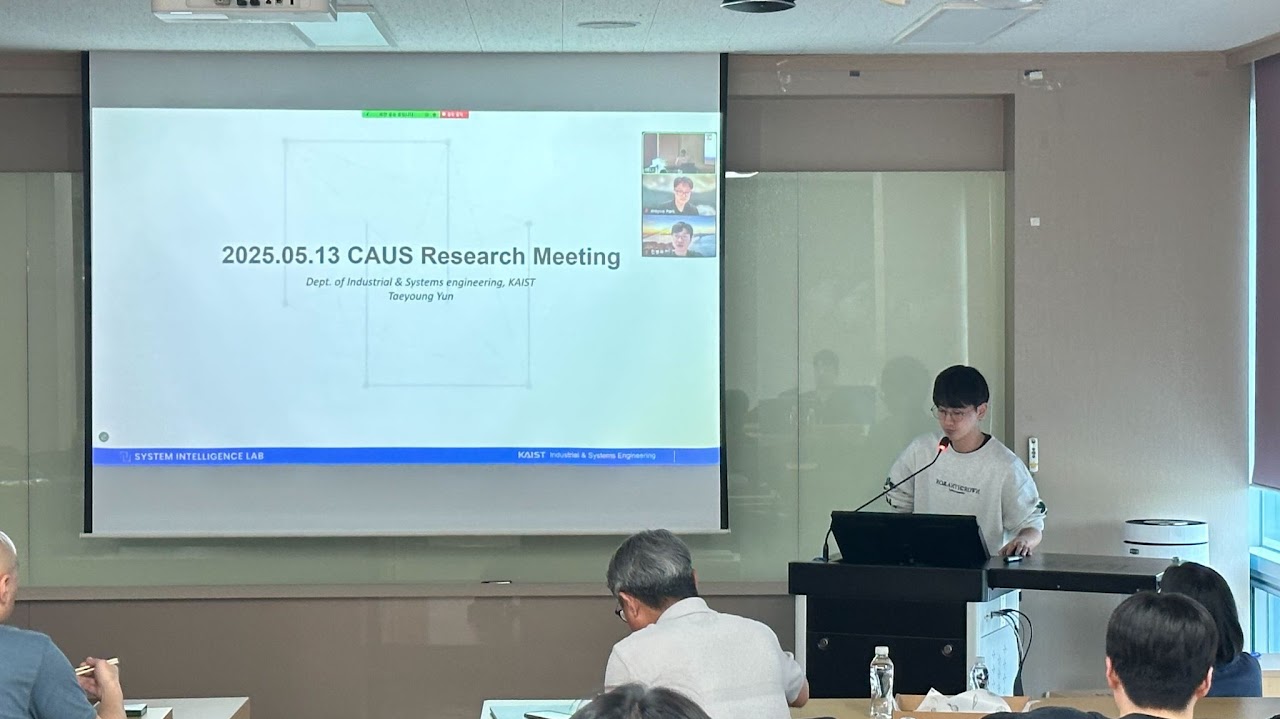 2025.05.13 CAUS Research Meeting
Dept. of Industrial & Systems engineering, KAIST
Taeyoung Yun
SYSTEM INTELLIGENCE LAB
KAIST Industrial & Systems Engineering